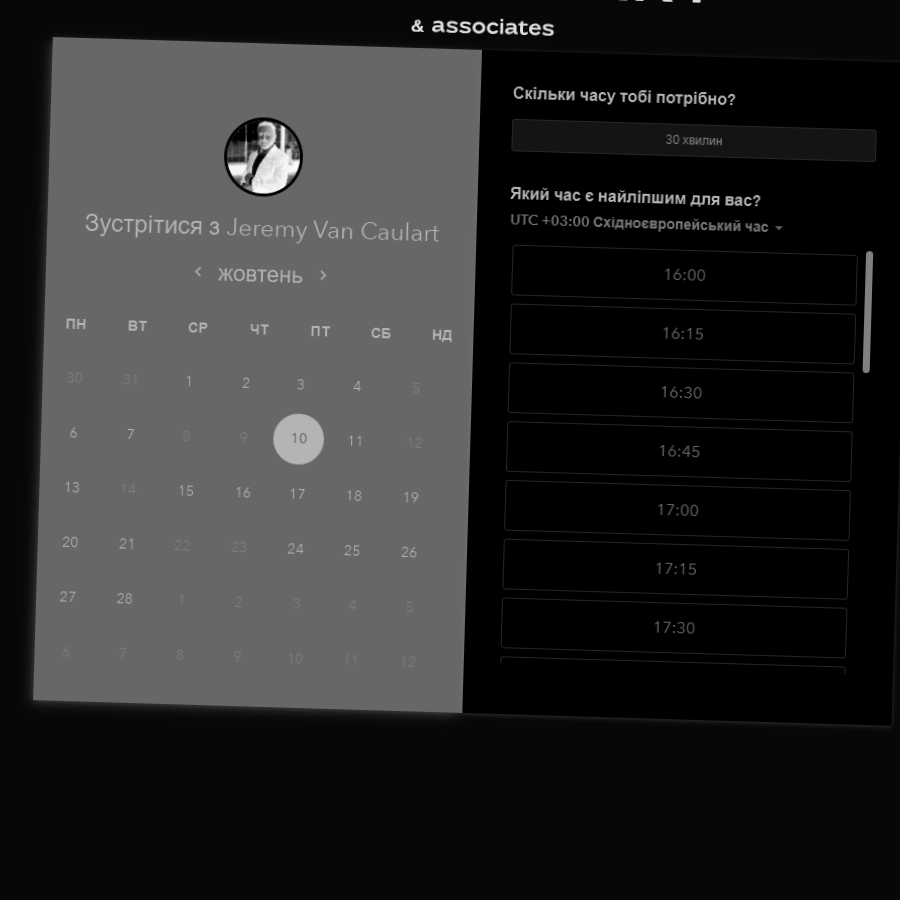 & associates
Зустрітися з Jeremy Van Caulart
‹ жовтень ›
ПН ВТ СР ЧТ ПТ СБ НД
30 31 1 2 3 4 5
6 7 8 9 10 11 12
13 14 15 16 17 18 19
20 21 22 23 24 25 26
27 28 1 2 3 4 5
6 7 8 9 10 11 12
Скільки часу тобі потрібно?
30 хвилин
Який час є найліпшим для вас?
UTC +03:00 Східноєвропейський час
16:00
16:15
16:30
16:45
17:00
17:15
17:30